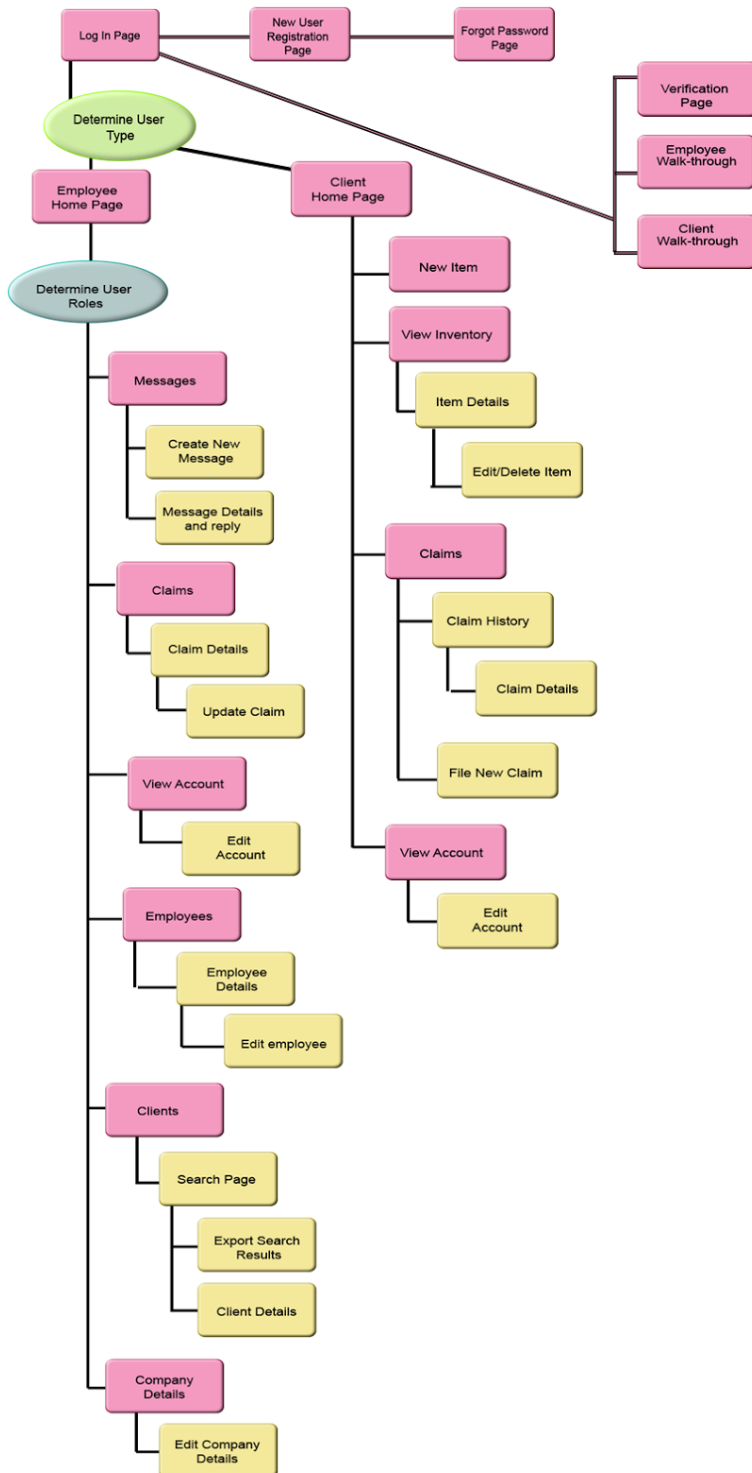 Log In Page
New User
Registration
Page
Forgot Password
Page
Verification
Page
Employee
Walk-through
Client
Walk-through
Determine User
Type
Employee
Home Page
Client
Home Page
Determine User
Roles
Messages
Create New
Message
Message Details
and reply
Claims
Claim Details
Update Claim
View Account
Edit
Account
Employees
Employee
Details
Edit employee
Clients
Search Page
Export Search
Results
Client Details
Company
Details
Edit Company
Details
New Item
View Inventory
Item Details
Edit/Delete Item
Claims
Claim History
Claim Details
File New Claim
View Account
Edit
Account